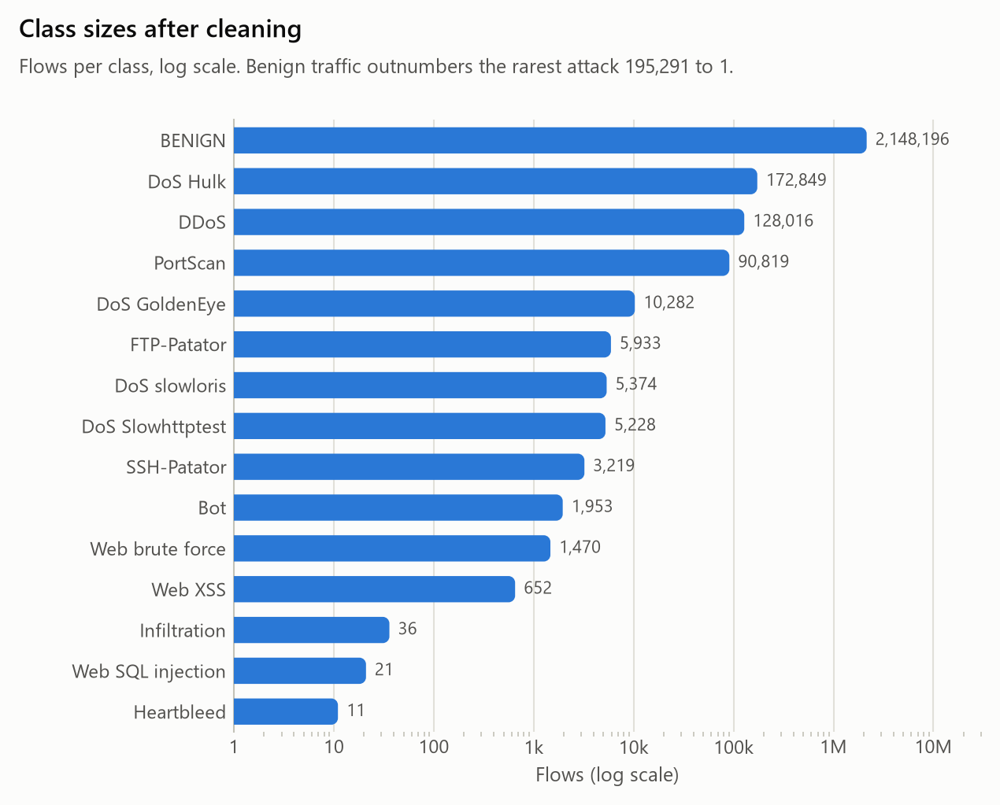 Class sizes after cleaning
Flows per class, log scale. Benign traffic outnumbers the rarest attack 195,291 to 1.
BENIGN 2,148,196
DoS Hulk 172,849
DDoS 128,016
PortScan 90,819
DoS GoldenEye 10,282
FTP-Patator 5,933
DoS slowloris 5,374
DoS Slowhttptest 5,228
SSH-Patator 3,219
Bot 1,953
Web brute force 1,470
Web XSS 652
Infiltration 36
Web SQL injection 21
Heartbleed 11
1 10 100 1k 10k 100k 1M 10M
Flows (log scale)